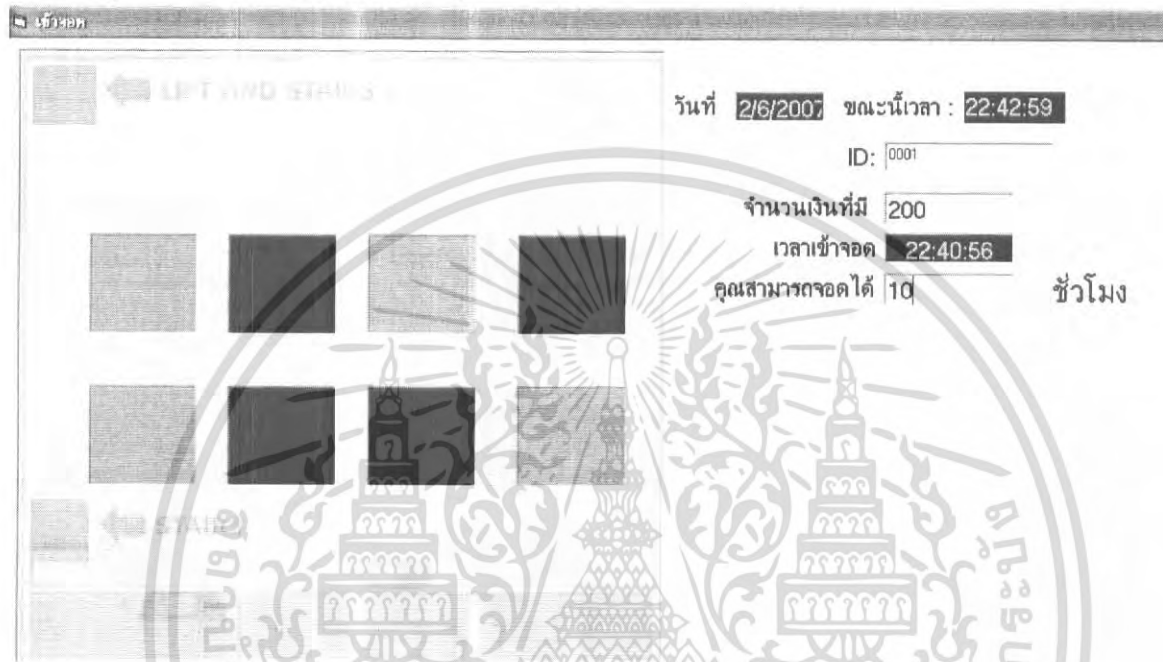 เข้าจอด
LIFT AND STAIRS
วันที่ 2/6/2007 ขณะนี้เวลา : 22:42:59
ID: 0001
จำนวนเงินที่มี 200
เวลาเข้าจอด 22:40:56
คุณสามารถจอดได้ 10 ชั่วโมง
STAIRS